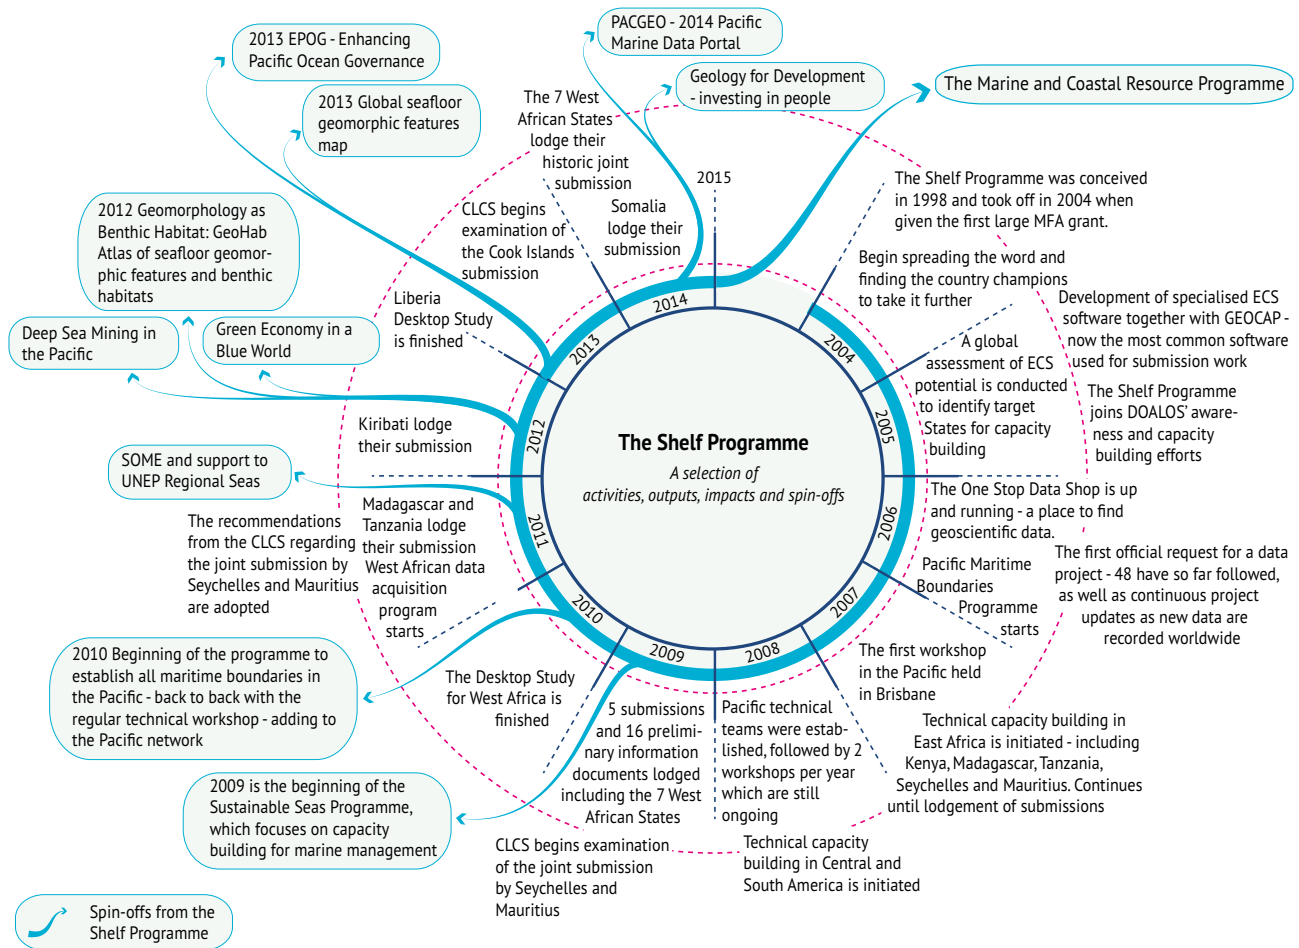 2013 EPOG - Enhancing
Pacific Ocean Governance
2013 Global seafloor
geomorphic features
map
PACGEO - 2014 Pacific
Marine Data Portal
Geology for Development
- investing in people
The Marine and Coastal Resource Programme
2012 Geomorphology as
Benthic Habitat: GeoHab
Atlas of seafloor geomor-
phic features and benthic
habitats
Deep Sea Mining in
the Pacific
Green Economy in a
Blue World
SOME and support to
UNEP Regional Seas
2010 Beginning of the programme to
establish all maritime boundaries in
the Pacific - back to back with the
regular technical workshop - adding to
the Pacific network
2009 is the beginning of the
Sustainable Seas Programme,
which focuses on capacity
building for marine management
The Shelf Programme
A selection of
activities, outputs, impacts and spin-offs
2004
2005
2006
2007
2008
2009
2010
2011
2012
2013
2014
2015
The Shelf Programme was conceived
in 1998 and took off in 2004 when
given the first large MFA grant.
Begin spreading the word and
finding the country champions
to take it further
Development of specialised ECS
software together with GEOCAP -
now the most common software
used for submission work
A global
assessment of ECS
potential is conducted
to identify target
States for capacity
building
The Shelf Programme
joins DOALOS' aware-
ness and capacity
building efforts
The One Stop Data Shop is up
and running - a place to find
geoscientific data.
The first official request for a data
project - 48 have so far followed,
as well as continuous project
updates as new data are
recorded worldwide
Pacific Maritime
Boundaries
Programme
starts
The first workshop
in the Pacific held
in Brisbane
Technical capacity building in
East Africa is initiated - including
Kenya, Madagascar, Tanzania,
Seychelles and Mauritius. Continues
until lodgement of submissions
Pacific technical
teams were estab-
lished, followed by 2
workshops per year
which are still
ongoing
Technical capacity
building in Central and
South America is initiated
5 submissions
and 16 prelimi-
nary information
documents lodged
including the 7 West
African States
CLCS begins examination
of the joint submission
by Seychelles and
Mauritius
The Desktop Study
for West Africa is
finished
Madagascar and
Tanzania lodge
their submission
West African data
acquisition
program
starts
The recommendations
from the CLCS regarding
the joint submission by
Seychelles and Mauritius
are adopted
Kiribati lodge
their submission
Liberia
Desktop Study
is finished
CLCS begins
examination of
the Cook Islands
submission
The 7 West
African States
lodge their
historic joint
submission
Somalia
lodge their
submission
Spin-offs from the
Shelf Programme